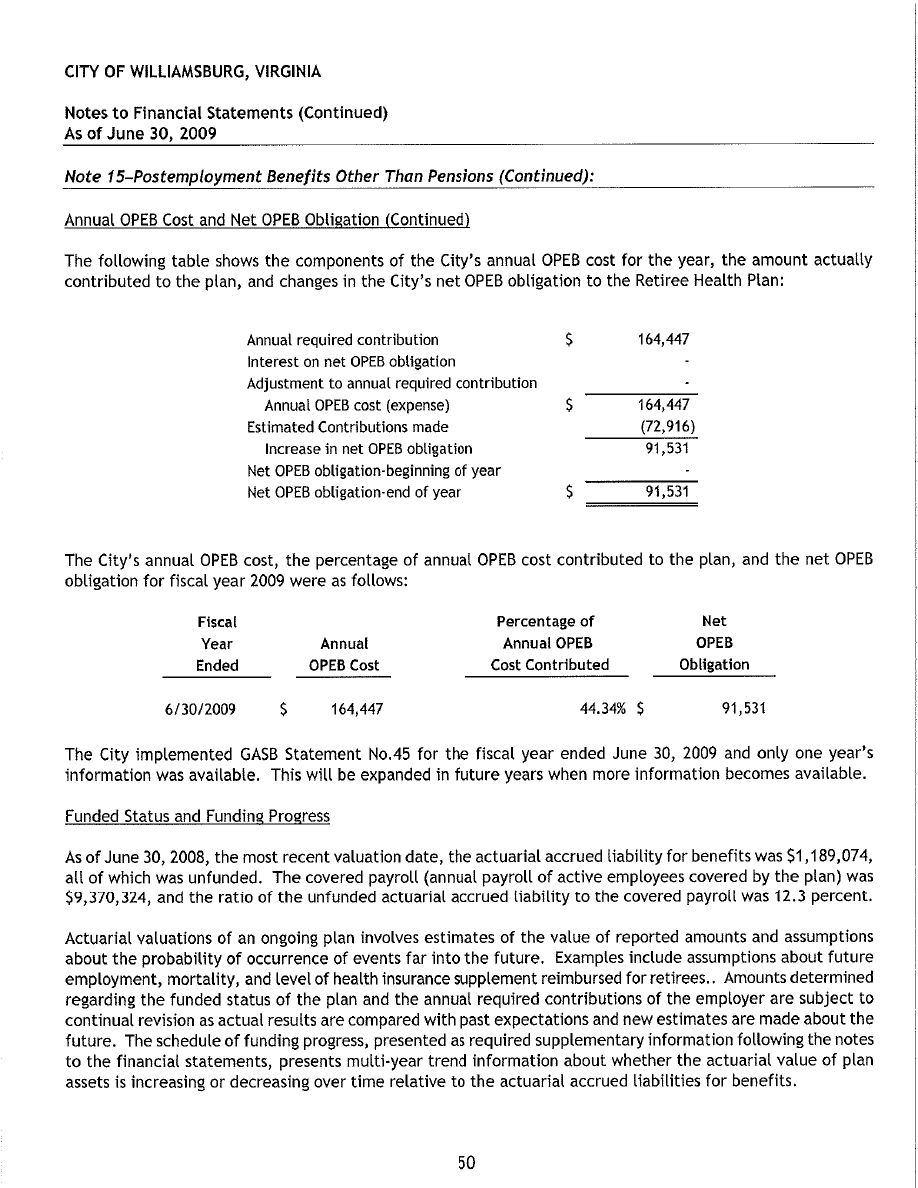 CITY OF WILLIAMSBURG, VIRGINIA
Notes to Financial Statements (Continued)
As of June 30, 2009
Note 15–Postemployment Benefits Other Than Pensions (Continued):
Annual OPEB Cost and Net OPEB Obligation (Continued)
The following table shows the components of the City's annual OPEB cost for the year, the amount actually
contributed to the plan, and changes in the City's net OPEB obligation to the Retiree Health Plan:
Annual required contribution $ 164,447
Interest on net OPEB obligation -
Adjustment to annual required contribution -
Annual OPEB cost (expense) $ 164,447
Estimated Contributions made (72,916)
Increase in net OPEB obligation 91,531
Net OPEB obligation-beginning of year -
Net OPEB obligation-end of year $ 91,531
The City's annual OPEB cost, the percentage of annual OPEB cost contributed to the plan, and the net OPEB
obligation for fiscal year 2009 were as follows:
Fiscal Percentage of Net
Year Annual Annual OPEB OPEB
Ended OPEB Cost Cost Contributed Obligation
6/30/2009 $ 164,447 44.34% $ 91,531
The City implemented GASB Statement No.45 for the fiscal year ended June 30, 2009 and only one year's
information was available. This will be expanded in future years when more information becomes available.
Funded Status and Funding Progress
As of June 30, 2008, the most recent valuation date, the actuarial accrued liability for benefits was $1,189,074,
all of which was unfunded. The covered payroll (annual payroll of active employees covered by the plan) was
$9,370,324, and the ratio of the unfunded actuarial accrued liability to the covered payroll was 12.3 percent.
Actuarial valuations of an ongoing plan involves estimates of the value of reported amounts and assumptions
about the probability of occurrence of events far into the future. Examples include assumptions about future
employment, mortality, and level of health insurance supplement reimbursed for retirees.. Amounts determined
regarding the funded status of the plan and the annual required contributions of the employer are subject to
continual revision as actual results are compared with past expectations and new estimates are made about the
future. The schedule of funding progress, presented as required supplementary information following the notes
to the financial statements, presents multi-year trend information about whether the actuarial value of plan
assets is increasing or decreasing over time relative to the actuarial accrued liabilities for benefits.
50